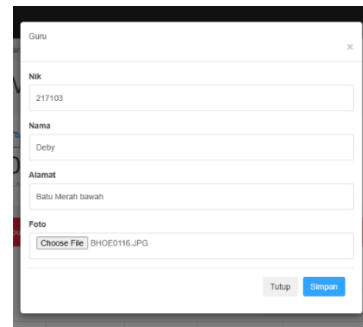 Guru
×
Nik
217103
Nama
Deby
Alamat
Batu Merah bawah
Foto
Choose File BHOE0116.JPG
Tutup Simpan